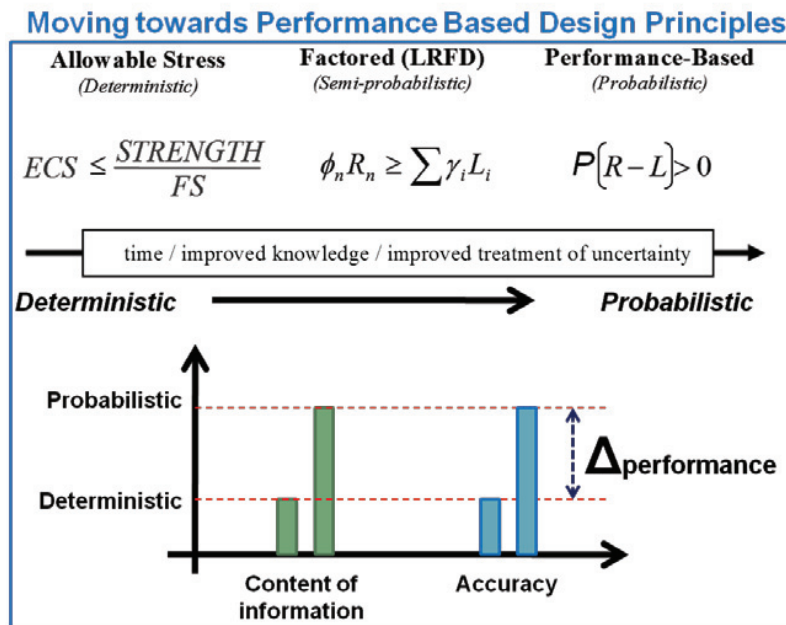 Moving towards Performance Based Design Principles
Allowable Stress
(Deterministic)
Factored (LRFD)
(Semi-probabilistic)
Performance-Based
(Probabilistic)
ECS ≤ STRENGTH / FS
ϕₙRₙ ≥ ∑ γᵢLᵢ
P(R − L) > 0
time / improved knowledge / improved treatment of uncertainty
Deterministic
Probabilistic
Probabilistic
Deterministic
Δperformance
Content of
information
Accuracy